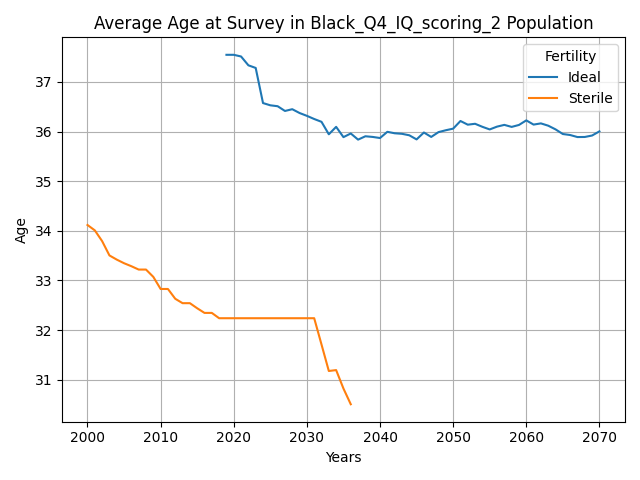 Average Age at Survey in Black_Q4_IQ_scoring_2 Population
Fertility
Ideal
Sterile
Age
37
36
35
34
33
32
31
2000
2010
2020
2030
2040
2050
2060
2070
Years